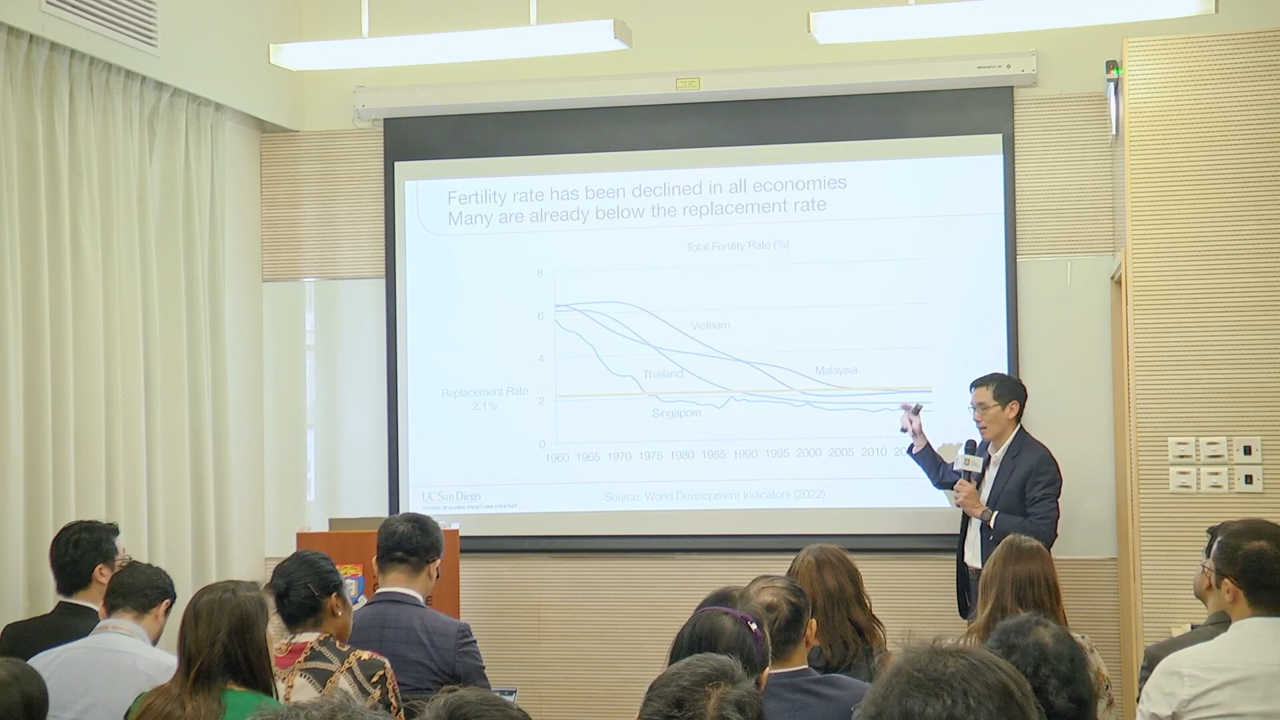 Fertility rate has been declined in all economies
Many are already below the replacement rate
Total Fertility Rate (%)
8
6
4
2
0
Vietnam
Malaysia
Thailand
Singapore
Replacement Rate
2.1%
1960 1965 1970 1975 1980 1985 1990 1995 2000 2005 2010
UC San Diego
Source: World Development Indicators (2022)